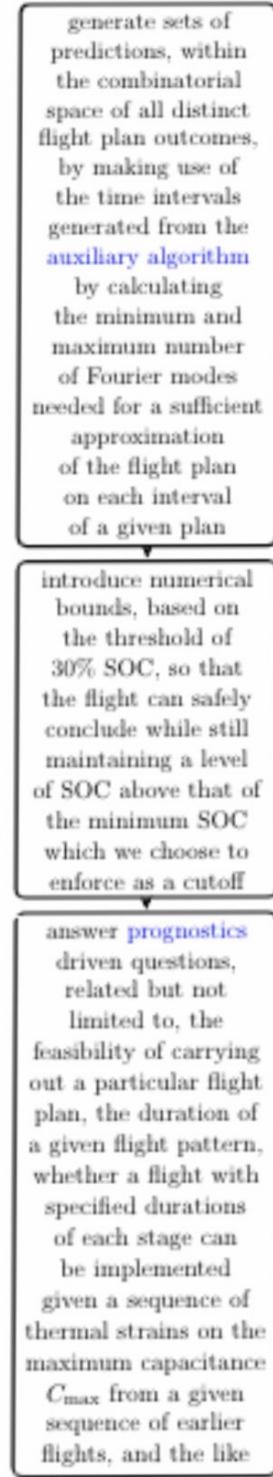 generate sets of
predictions, within
the combinatorial
space of all distinct
flight plan outcomes,
by making use of
the time intervals
generated from the
auxiliary algorithm
by calculating
the minimum and
maximum number
of Fourier modes
needed for a sufficient
approximation
of the flight plan
on each interval
of a given plan
introduce numerical
bounds, based on
the threshold of
30% SOC, so that
the flight can safely
conclude while still
maintaining a level
of SOC above that of
the minimum SOC
which we choose to
enforce as a cutoff
answer prognostics
driven questions,
related but not
limited to, the
feasibility of carrying
out a particular flight
plan, the duration of
a given flight pattern,
whether a flight with
specified durations
of each stage can
be implemented
given a sequence of
thermal strains on the
maximum capacitance
C_max from a given
sequence of earlier
flights, and the like